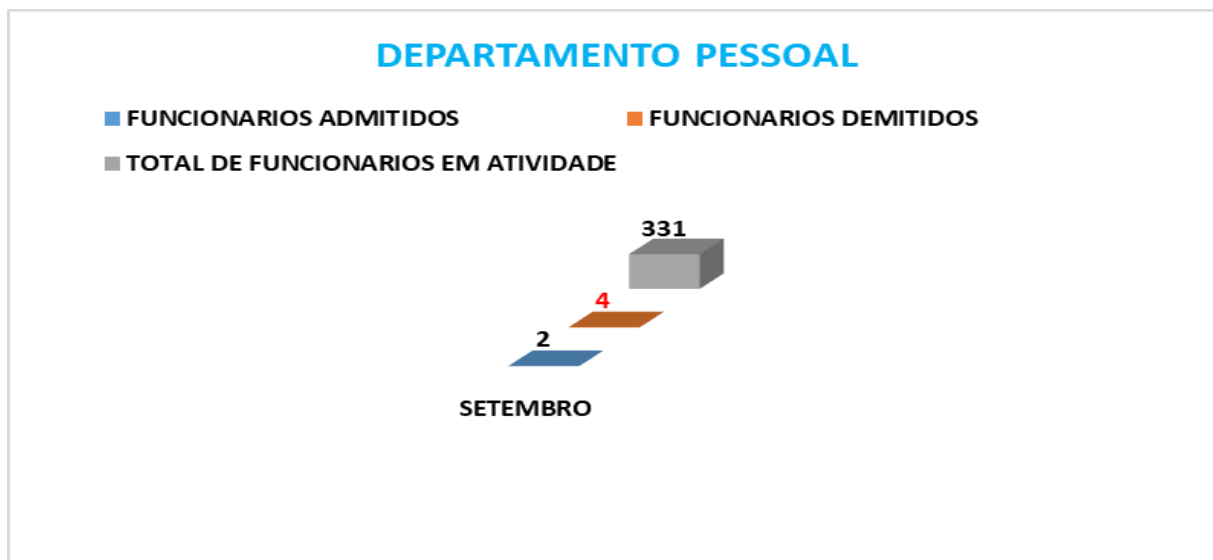 DEPARTAMENTO PESSOAL
FUNCIONARIOS ADMITIDOS
FUNCIONARIOS DEMITIDOS
TOTAL DE FUNCIONARIOS EM ATIVIDADE
331
4
2
SETEMBRO